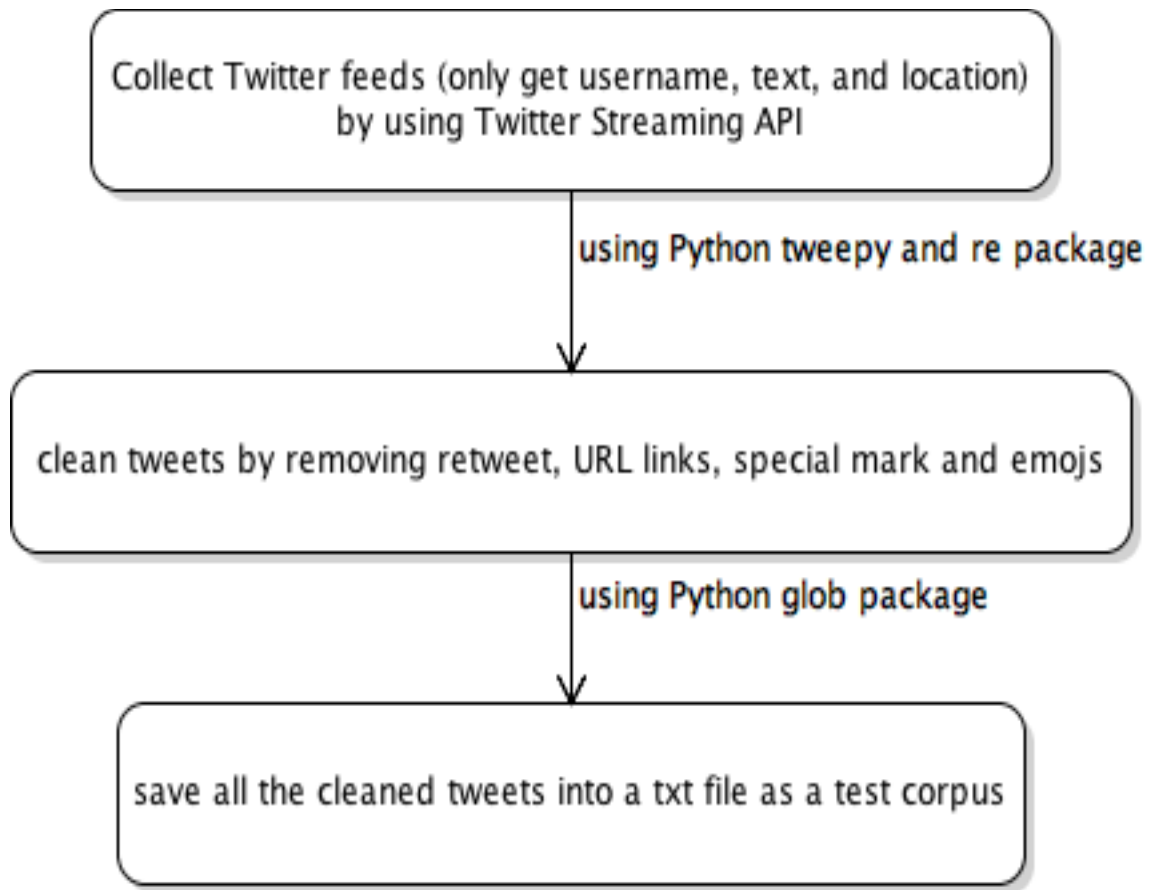 Collect Twitter feeds (only get username, text, and location)
by using Twitter Streaming API
using Python tweepy and re package
clean tweets by removing retweet, URL links, special mark and emojs
using Python glob package
save all the cleaned tweets into a txt file as a test corpus